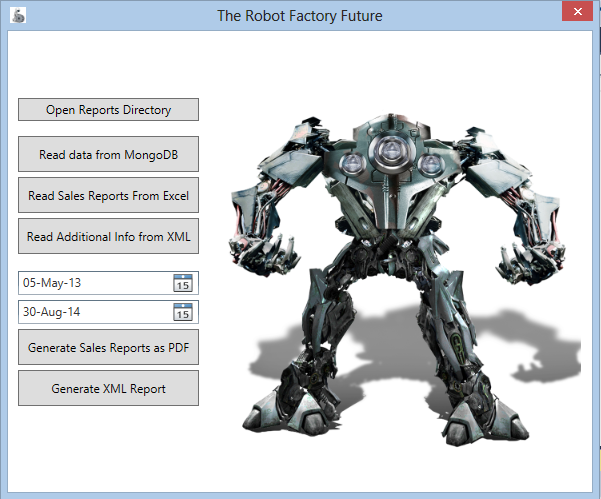 The Robot Factory Future
Open Reports Directory
Read data from MongoDB
Read Sales Reports From Excel
Read Additional Info from XML
05-May-13
15
30-Aug-14
15
Generate Sales Reports as PDF
Generate XML Report